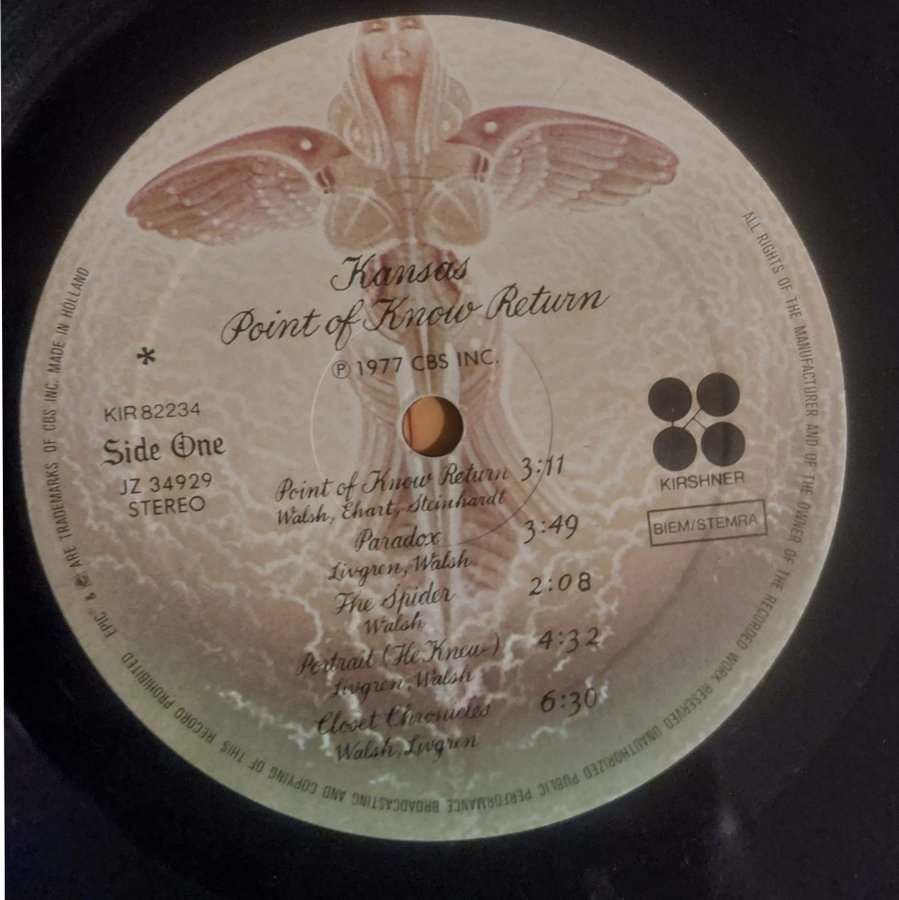 Kansas
Point of Know Return
Ⓟ 1977 CBS INC.
*
KIR 82234
Side One
JZ 34929
STEREO
KIRSHNER
BIEM/STEMRA
Point of Know Return 3:11
Walsh, Ehart, Steinhardt
Paradox 3:49
Livgren, Walsh
The Spider 2:08
Walsh
Portrait (He Knew) 4:32
Livgren, Walsh
Closet Chronicles 6:30
Walsh, Livgren
ALL RIGHTS OF THE MANUFACTURER AND OF THE OWNER OF THE RECORDED WORK RESERVED UNAUTHORIZED PUBLIC PERFORMANCE BROADCASTING AND COPYING OF THIS RECORD PROHIBITED
EPIC & ARE TRADEMARKS OF CBS INC. MADE IN HOLLAND